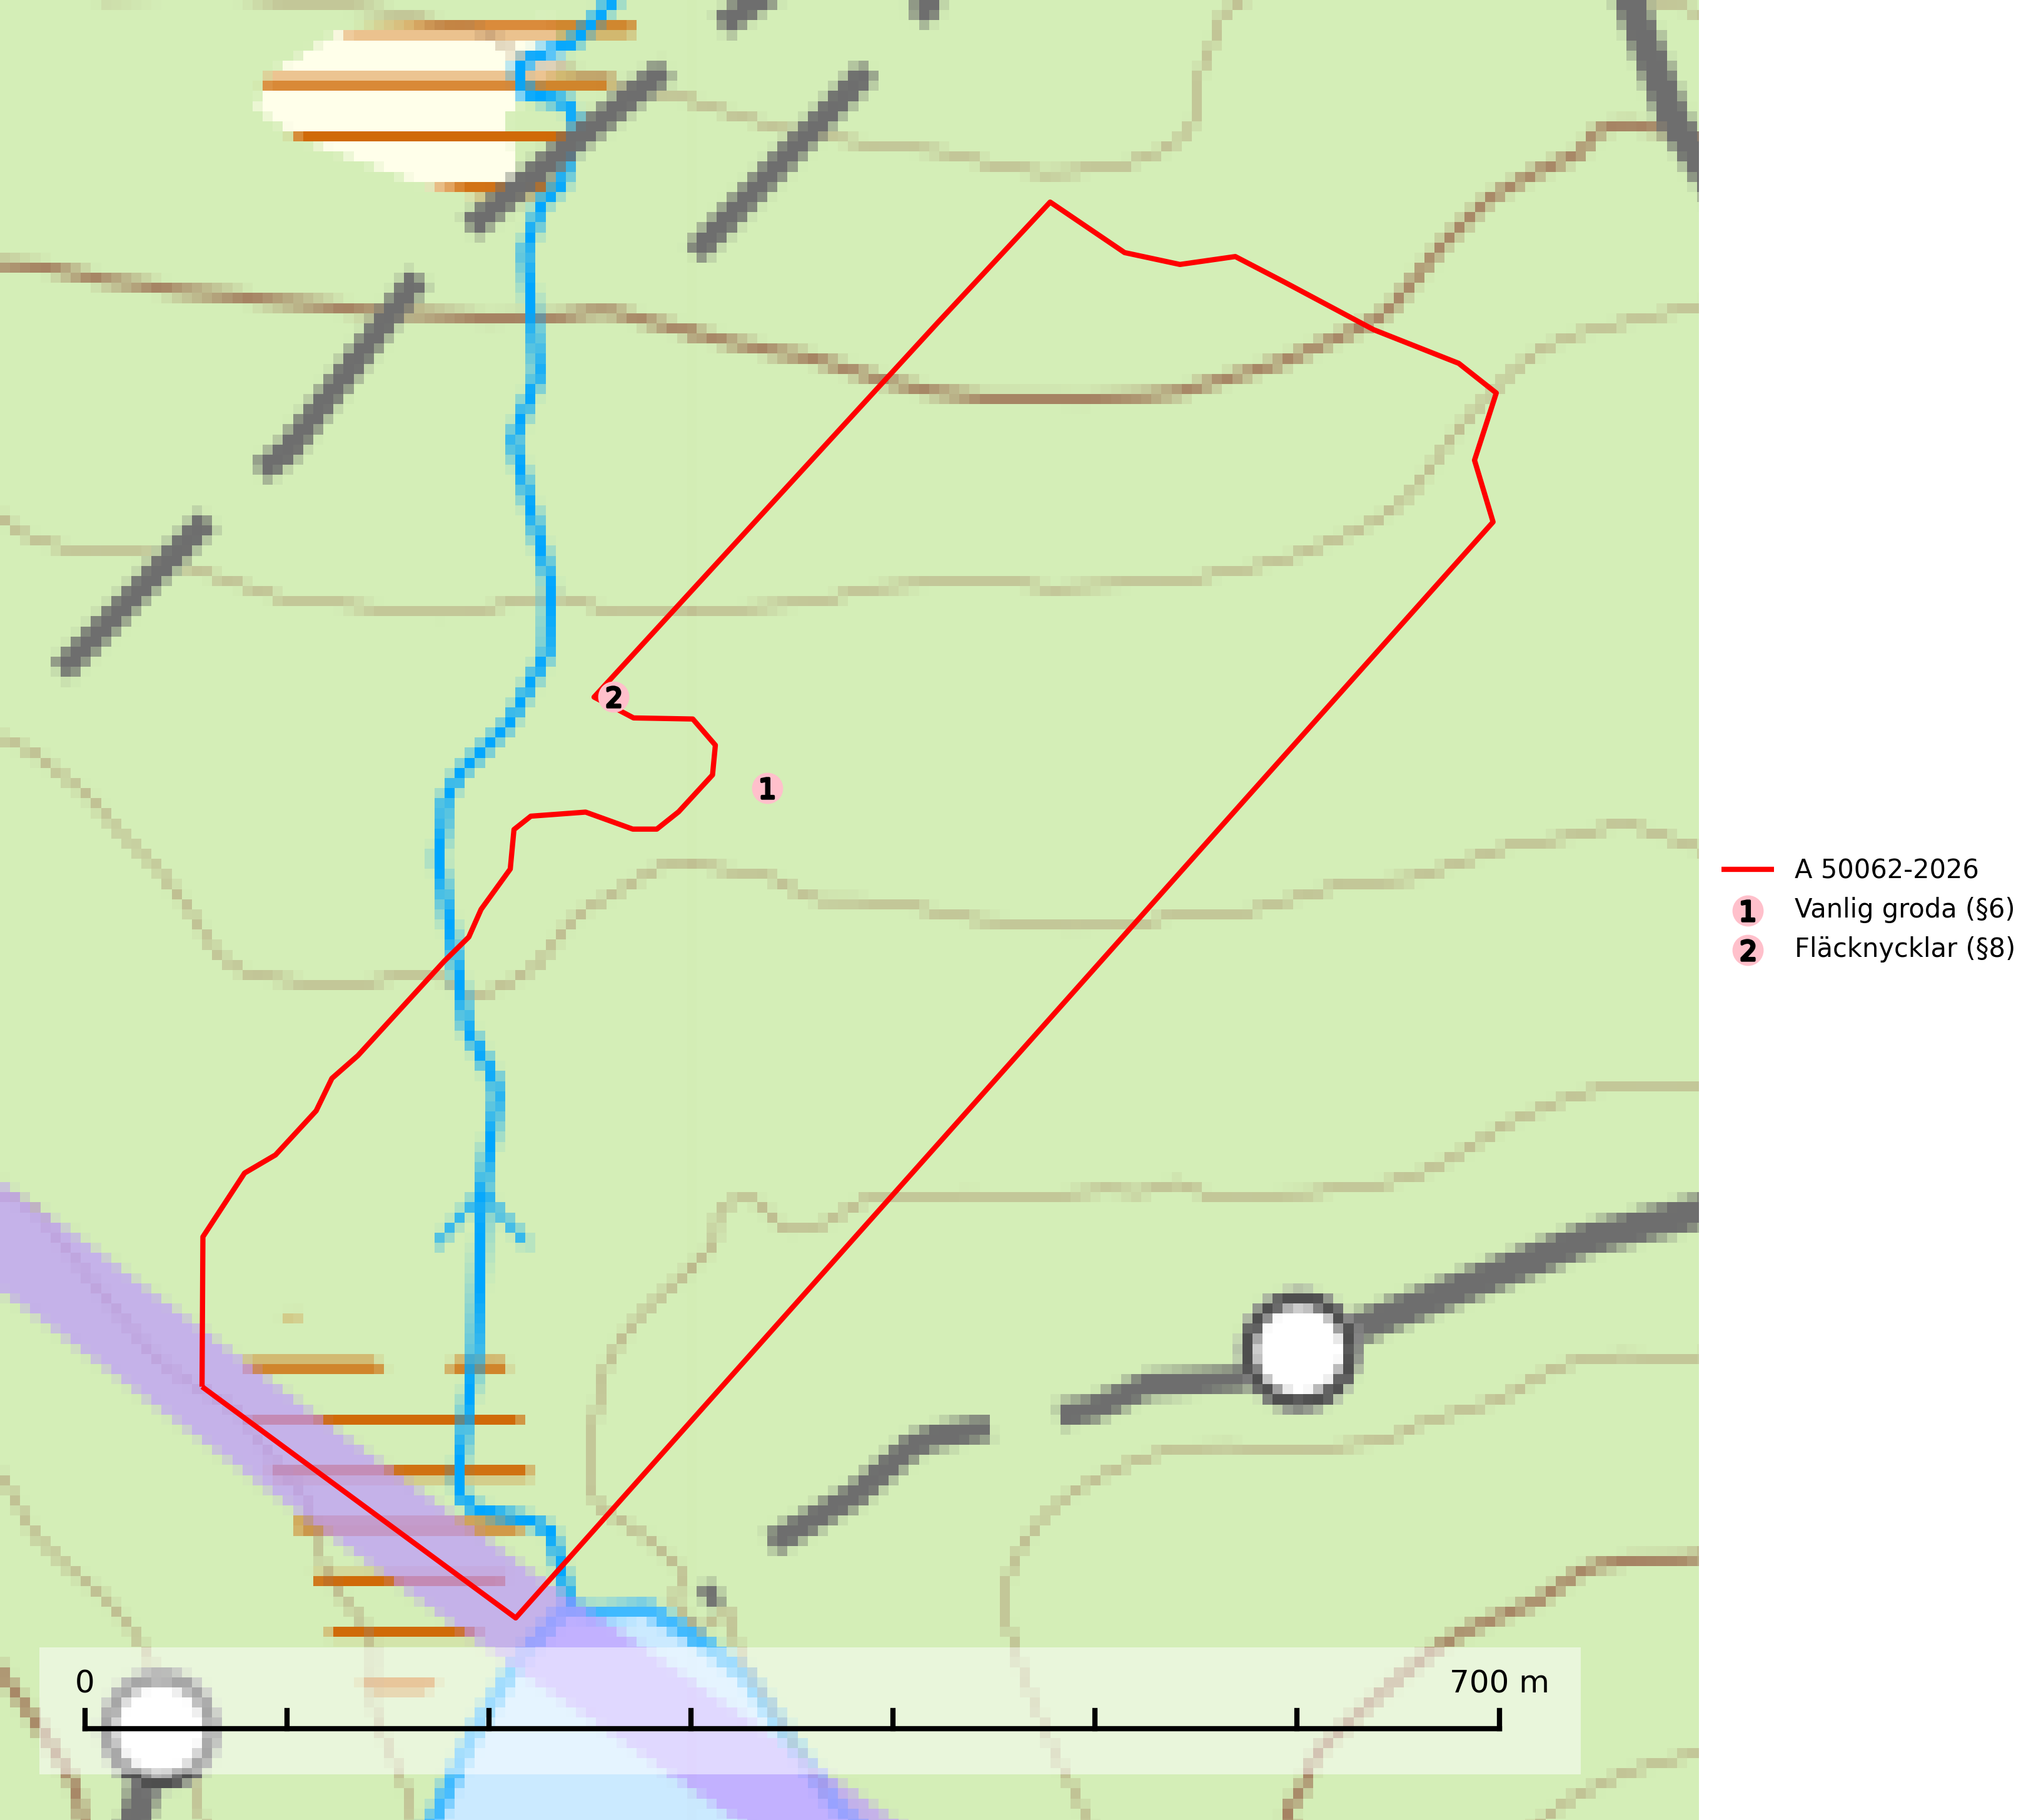 2
1
A 50062-2026
1 Vanlig groda (§6)
2 Fläcknycklar (§8)
0 700 m